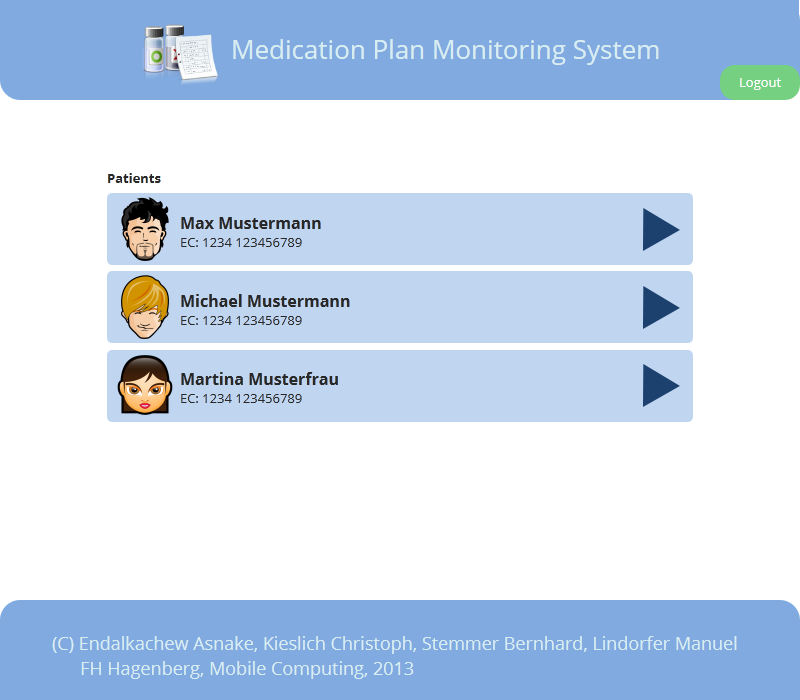 Medication Plan Monitoring System
Logout
Patients
Max Mustermann
EC: 1234 123456789
Michael Mustermann
EC: 1234 123456789
Martina Musterfrau
EC: 1234 123456789
(C) Endalkachew Asnake, Kieslich Christoph, Stemmer Bernhard, Lindorfer Manuel
FH Hagenberg, Mobile Computing, 2013